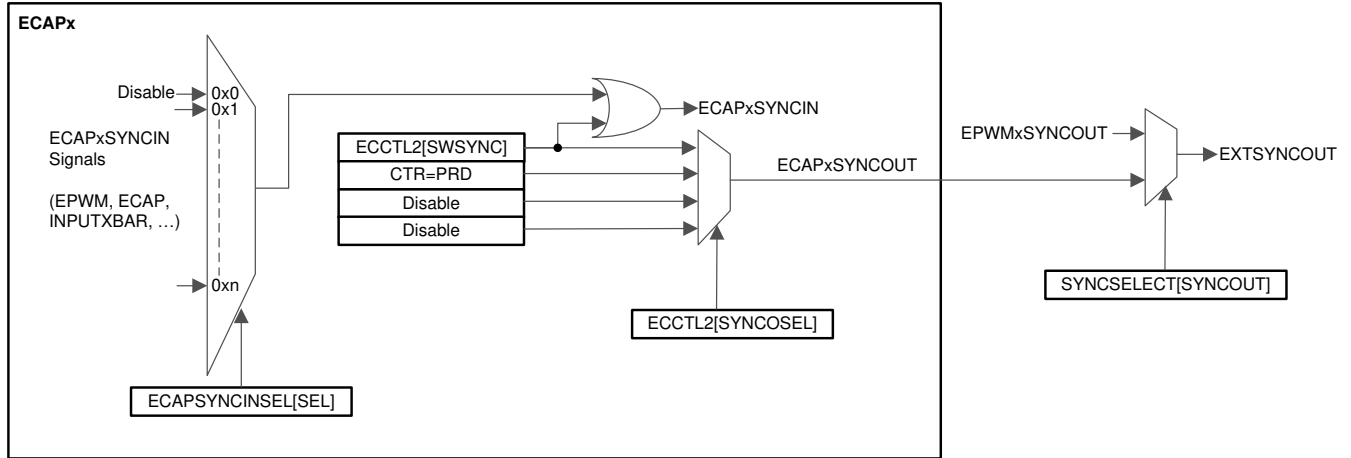 ECAPx
Disable
0x0
0x1
ECAPxSYNCIN
Signals
(EPWM, ECAP,
INPUTXBAR, …)
0xn
ECAPSYNCINSEL[SEL]
ECAPxSYNCIN
ECCTL2[SWSYNC]
CTR=PRD
Disable
Disable
ECAPxSYNCOUT
ECCTL2[SYNCOSEL]
EPWMxSYNCOUT
EXTSYNCOUT
SYNCSELECT[SYNCOUT]